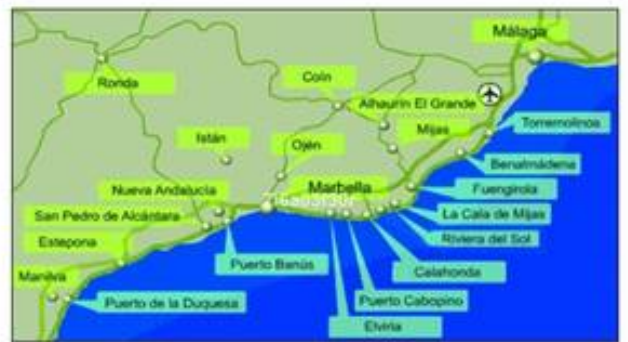 Málaga
Ronda
Coín
Alhaurín El Grande
Torremolinoa
Istán
Ojén
Mijas
Benalmádena
Nueva Andalucía
Marbella
Fuengirola
San Pedro de Alcántara
La Cala de Mijas
Estepona
Riviera del Sol
Puerto Banús
Calahonda
Manilva
Puerto de la Duquesa
Puerto Cabopino
Elviria